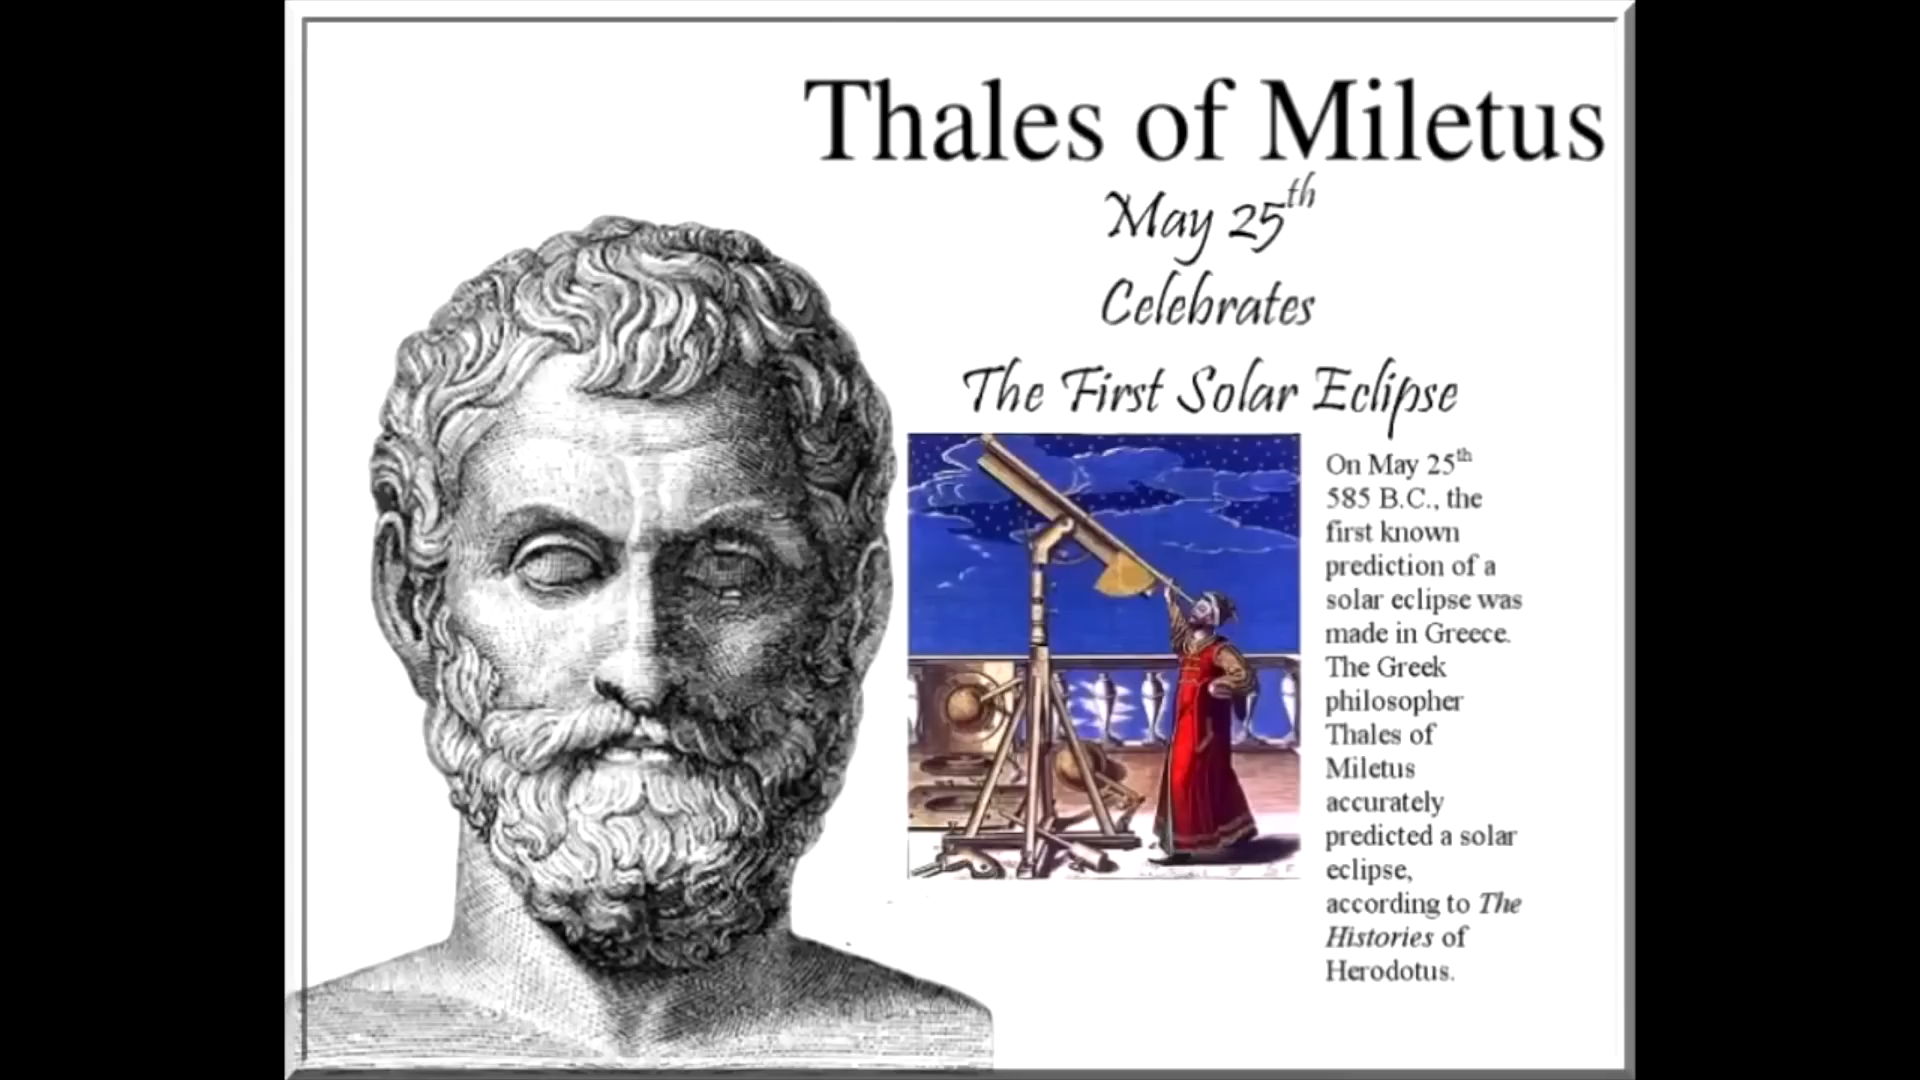 Thales of Miletus
May 25th
Celebrates
The First Solar Eclipse
On May 25th
585 B.C., the
first known
prediction of a
solar eclipse was
made in Greece.
The Greek
philosopher
Thales of
Miletus
accurately
predicted a solar
eclipse,
according to The
Histories of
Herodotus.